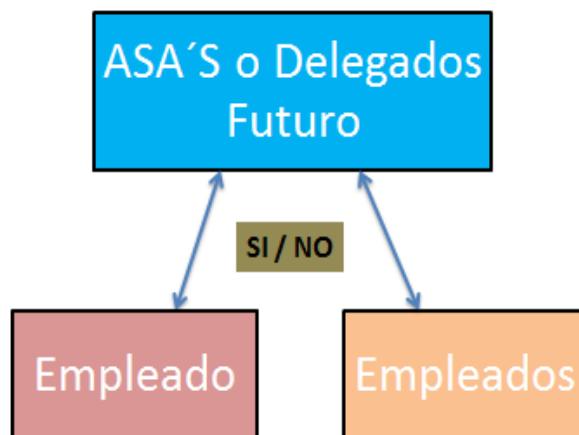 ASA´S o Delegados
Futuro
SI / NO
Empleado
Empleados